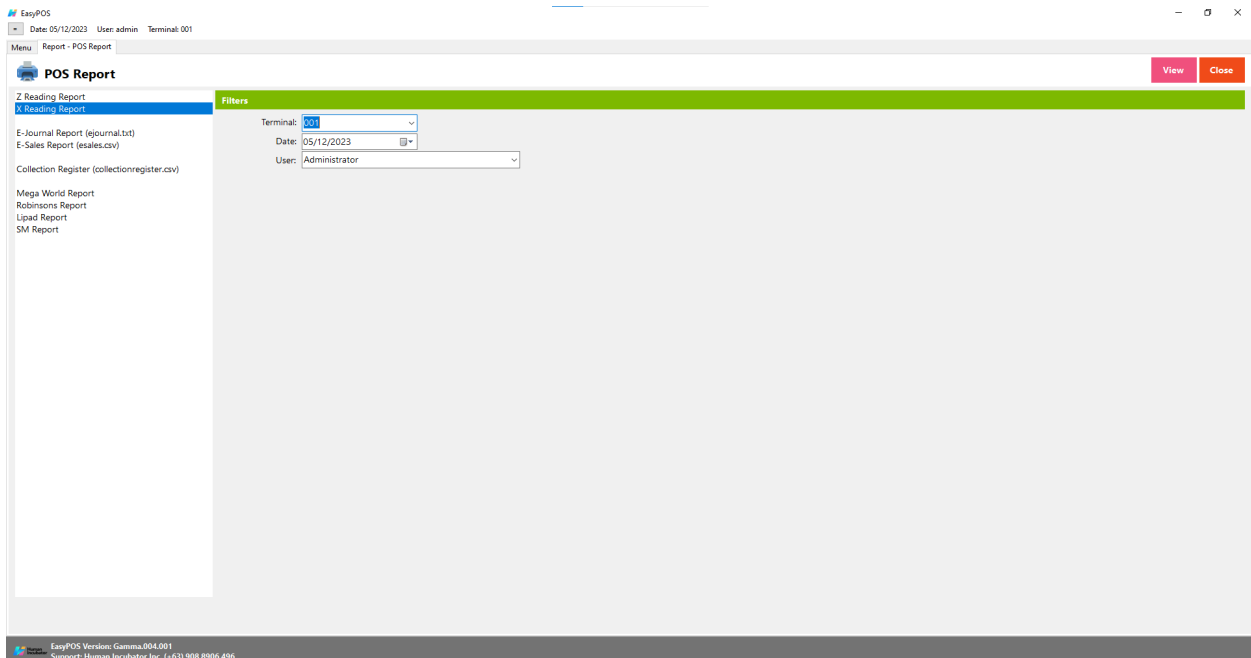 EasyPOS
Date: 05/12/2023 User: admin Terminal: 001
Menu Report - POS Report
POS Report
View Close
Z Reading Report
X Reading Report
E-Journal Report (ejournal.txt)
E-Sales Report (esales.csv)
Collection Register (collectionregister.csv)
Mega World Report
Robinsons Report
Lipad Report
SM Report
Filters
Terminal: 001
Date: 05/12/2023
User: Administrator
Human
Incubator
EasyPOS Version: Gamma.004.001
Support: Human Incubator Inc. (+63) 908 8906 496